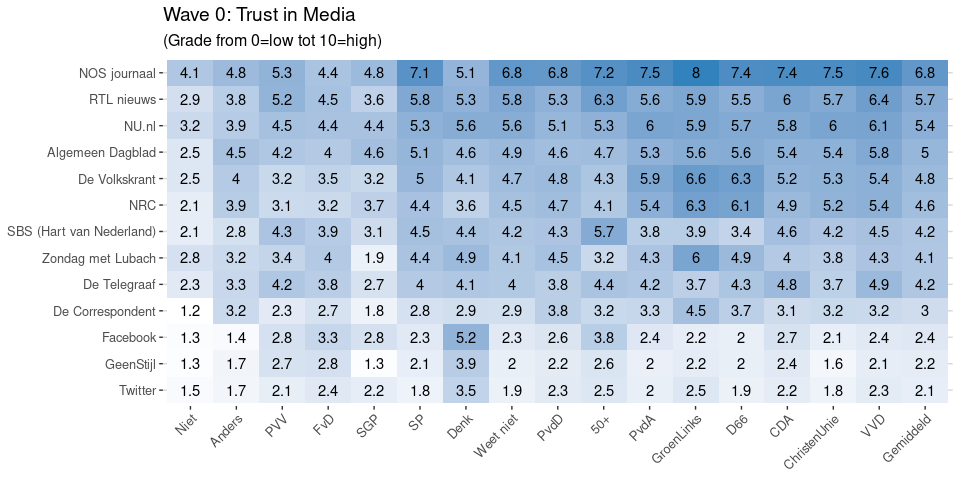 Wave 0: Trust in Media
(Grade from 0=low tot 10=high)
NOS journaal 4.1 4.8 5.3 4.4 4.8 7.1 5.1 6.8 6.8 7.2 7.5 8 7.4 7.4 7.5 7.6 6.8
RTL nieuws 2.9 3.8 5.2 4.5 3.6 5.8 5.3 5.8 5.3 6.3 5.6 5.9 5.5 6 5.7 6.4 5.7
NU.nl 3.2 3.9 4.5 4.4 4.4 5.3 5.6 5.6 5.1 5.3 6 5.9 5.7 5.8 6 6.1 5.4
Algemeen Dagblad 2.5 4.5 4.2 4 4.6 5.1 4.6 4.9 4.6 4.7 5.3 5.6 5.6 5.4 5.4 5.8 5
De Volkskrant 2.5 4 3.2 3.5 3.2 5 4.1 4.7 4.8 4.3 5.9 6.6 6.3 5.2 5.3 5.4 4.8
NRC 2.1 3.9 3.1 3.2 3.7 4.4 3.6 4.5 4.7 4.1 5.4 6.3 6.1 4.9 5.2 5.4 4.6
SBS (Hart van Nederland) 2.1 2.8 4.3 3.9 3.1 4.5 4.4 4.2 4.3 5.7 3.8 3.9 3.4 4.6 4.2 4.5 4.2
Zondag met Lubach 2.8 3.2 3.4 4 1.9 4.4 4.9 4.1 4.5 3.2 4.3 6 4.9 4 3.8 4.3 4.1
De Telegraaf 2.3 3.3 4.2 3.8 2.7 4 4.1 4 3.8 4.4 4.2 3.7 4.3 4.8 3.7 4.9 4.2
De Correspondent 1.2 3.2 2.3 2.7 1.8 2.8 2.9 2.9 3.8 3.2 3.3 4.5 3.7 3.1 3.2 3.2 3
Facebook 1.3 1.4 2.8 3.3 2.8 2.3 5.2 2.3 2.6 3.8 2.4 2.2 2 2.7 2.1 2.4 2.4
GeenStijl 1.3 1.7 2.7 2.8 1.3 2.1 3.9 2 2.2 2.6 2 2.2 2 2.4 1.6 2.1 2.2
Twitter 1.5 1.7 2.1 2.4 2.2 1.8 3.5 1.9 2.3 2.5 2 2.5 1.9 2.2 1.8 2.3 2.1
Niet Anders PVV FvD SGP SP Denk Weet niet PvdD 50+ PvdA GroenLinks D66 CDA ChristenUnie VVD Gemiddeld